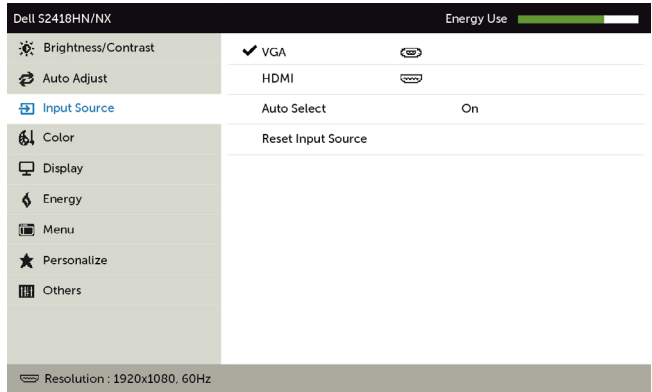 Dell S2418HN/NX Energy Use
Brightness/Contrast
Auto Adjust
Input Source
Color
Display
Energy
Menu
Personalize
Others
VGA
HDMI
Auto Select On
Reset Input Source
Resolution : 1920x1080, 60Hz